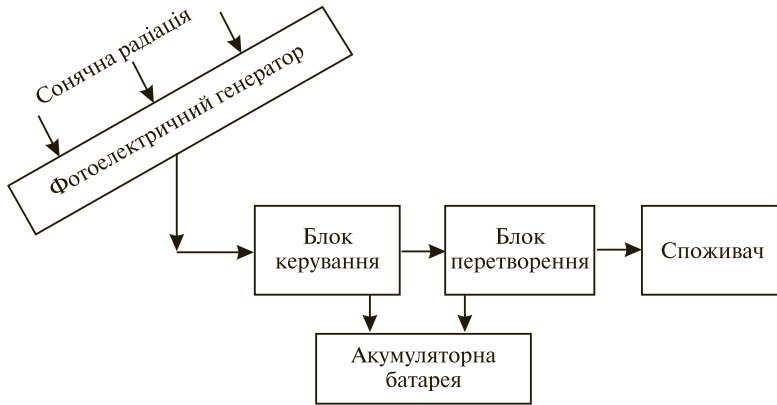 Сонячна радіація
Фотоелектричний генератор
Блок
керування
Блок
перетворення
Споживач
Акумуляторна
батарея